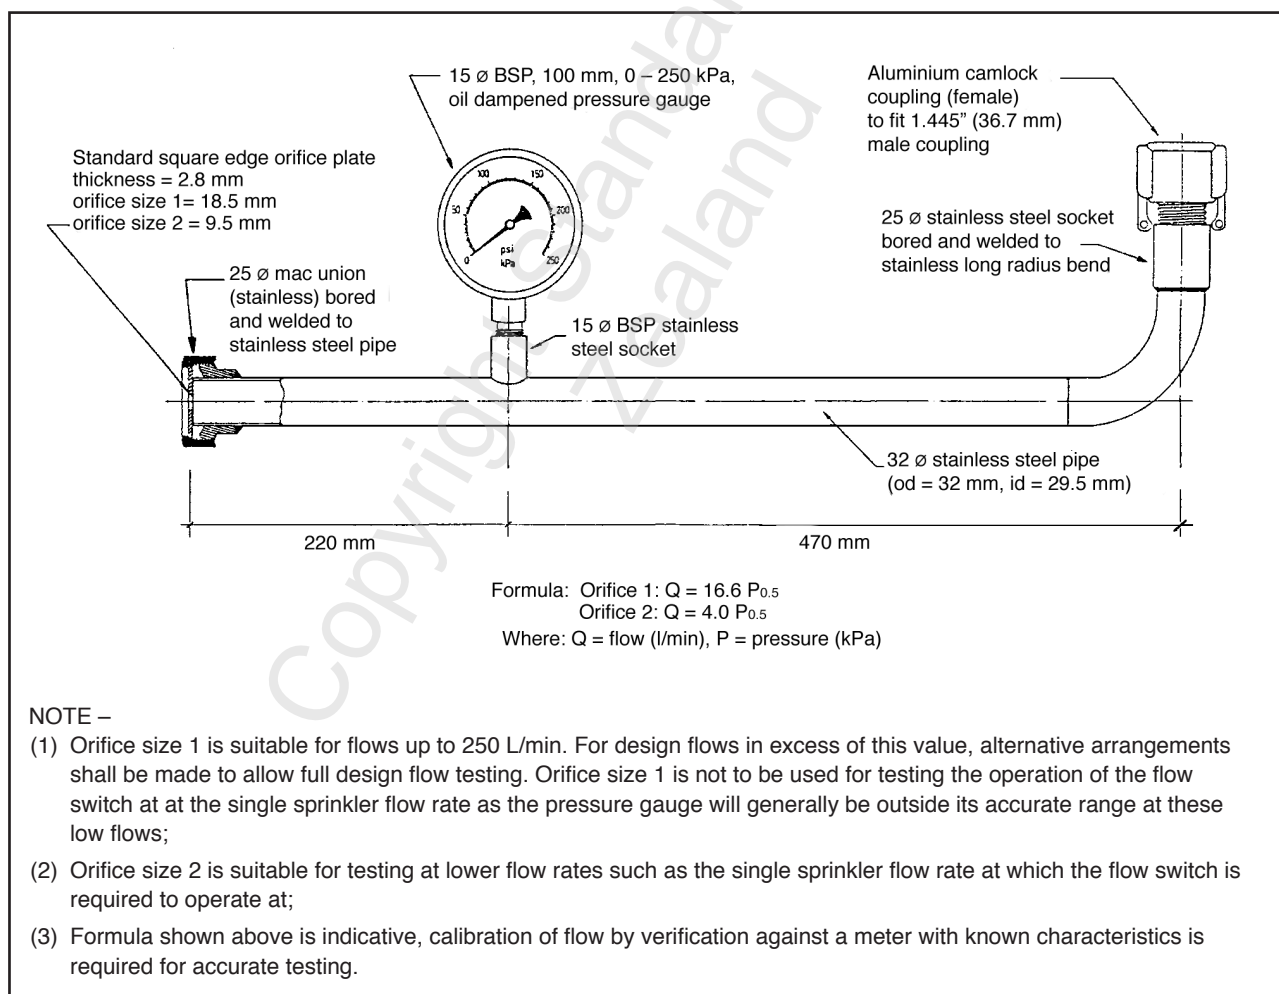 15 ø BSP, 100 mm, 0 – 250 kPa,
oil dampened pressure gauge
Aluminium camlock
coupling (female)
to fit 1.445” (36.7 mm)
male coupling
Standard square edge orifice plate
thickness = 2.8 mm
orifice size 1= 18.5 mm
orifice size 2 = 9.5 mm
0
50
100
150
200
250
psi
kPa
25 ø stainless steel socket
bored and welded to
stainless long radius bend
25 ø mac union
(stainless) bored
and welded to
stainless steel pipe
15 ø BSP stainless
steel socket
32 ø stainless steel pipe
(od = 32 mm, id = 29.5 mm)
220 mm
470 mm
Formula: Orifice 1: Q = 16.6 P0.5
Orifice 2: Q = 4.0 P0.5
Where: Q = flow (l/min), P = pressure (kPa)
NOTE –
(1) Orifice size 1 is suitable for flows up to 250 L/min. For design flows in excess of this value, alternative arrangements
shall be made to allow full design flow testing. Orifice size 1 is not to be used for testing the operation of the flow
switch at at the single sprinkler flow rate as the pressure gauge will generally be outside its accurate range at these
low flows;
(2) Orifice size 2 is suitable for testing at lower flow rates such as the single sprinkler flow rate at which the flow switch is
required to operate at;
(3) Formula shown above is indicative, calibration of flow by verification against a meter with known characteristics is
required for accurate testing.
Copyright Standa
Zealand